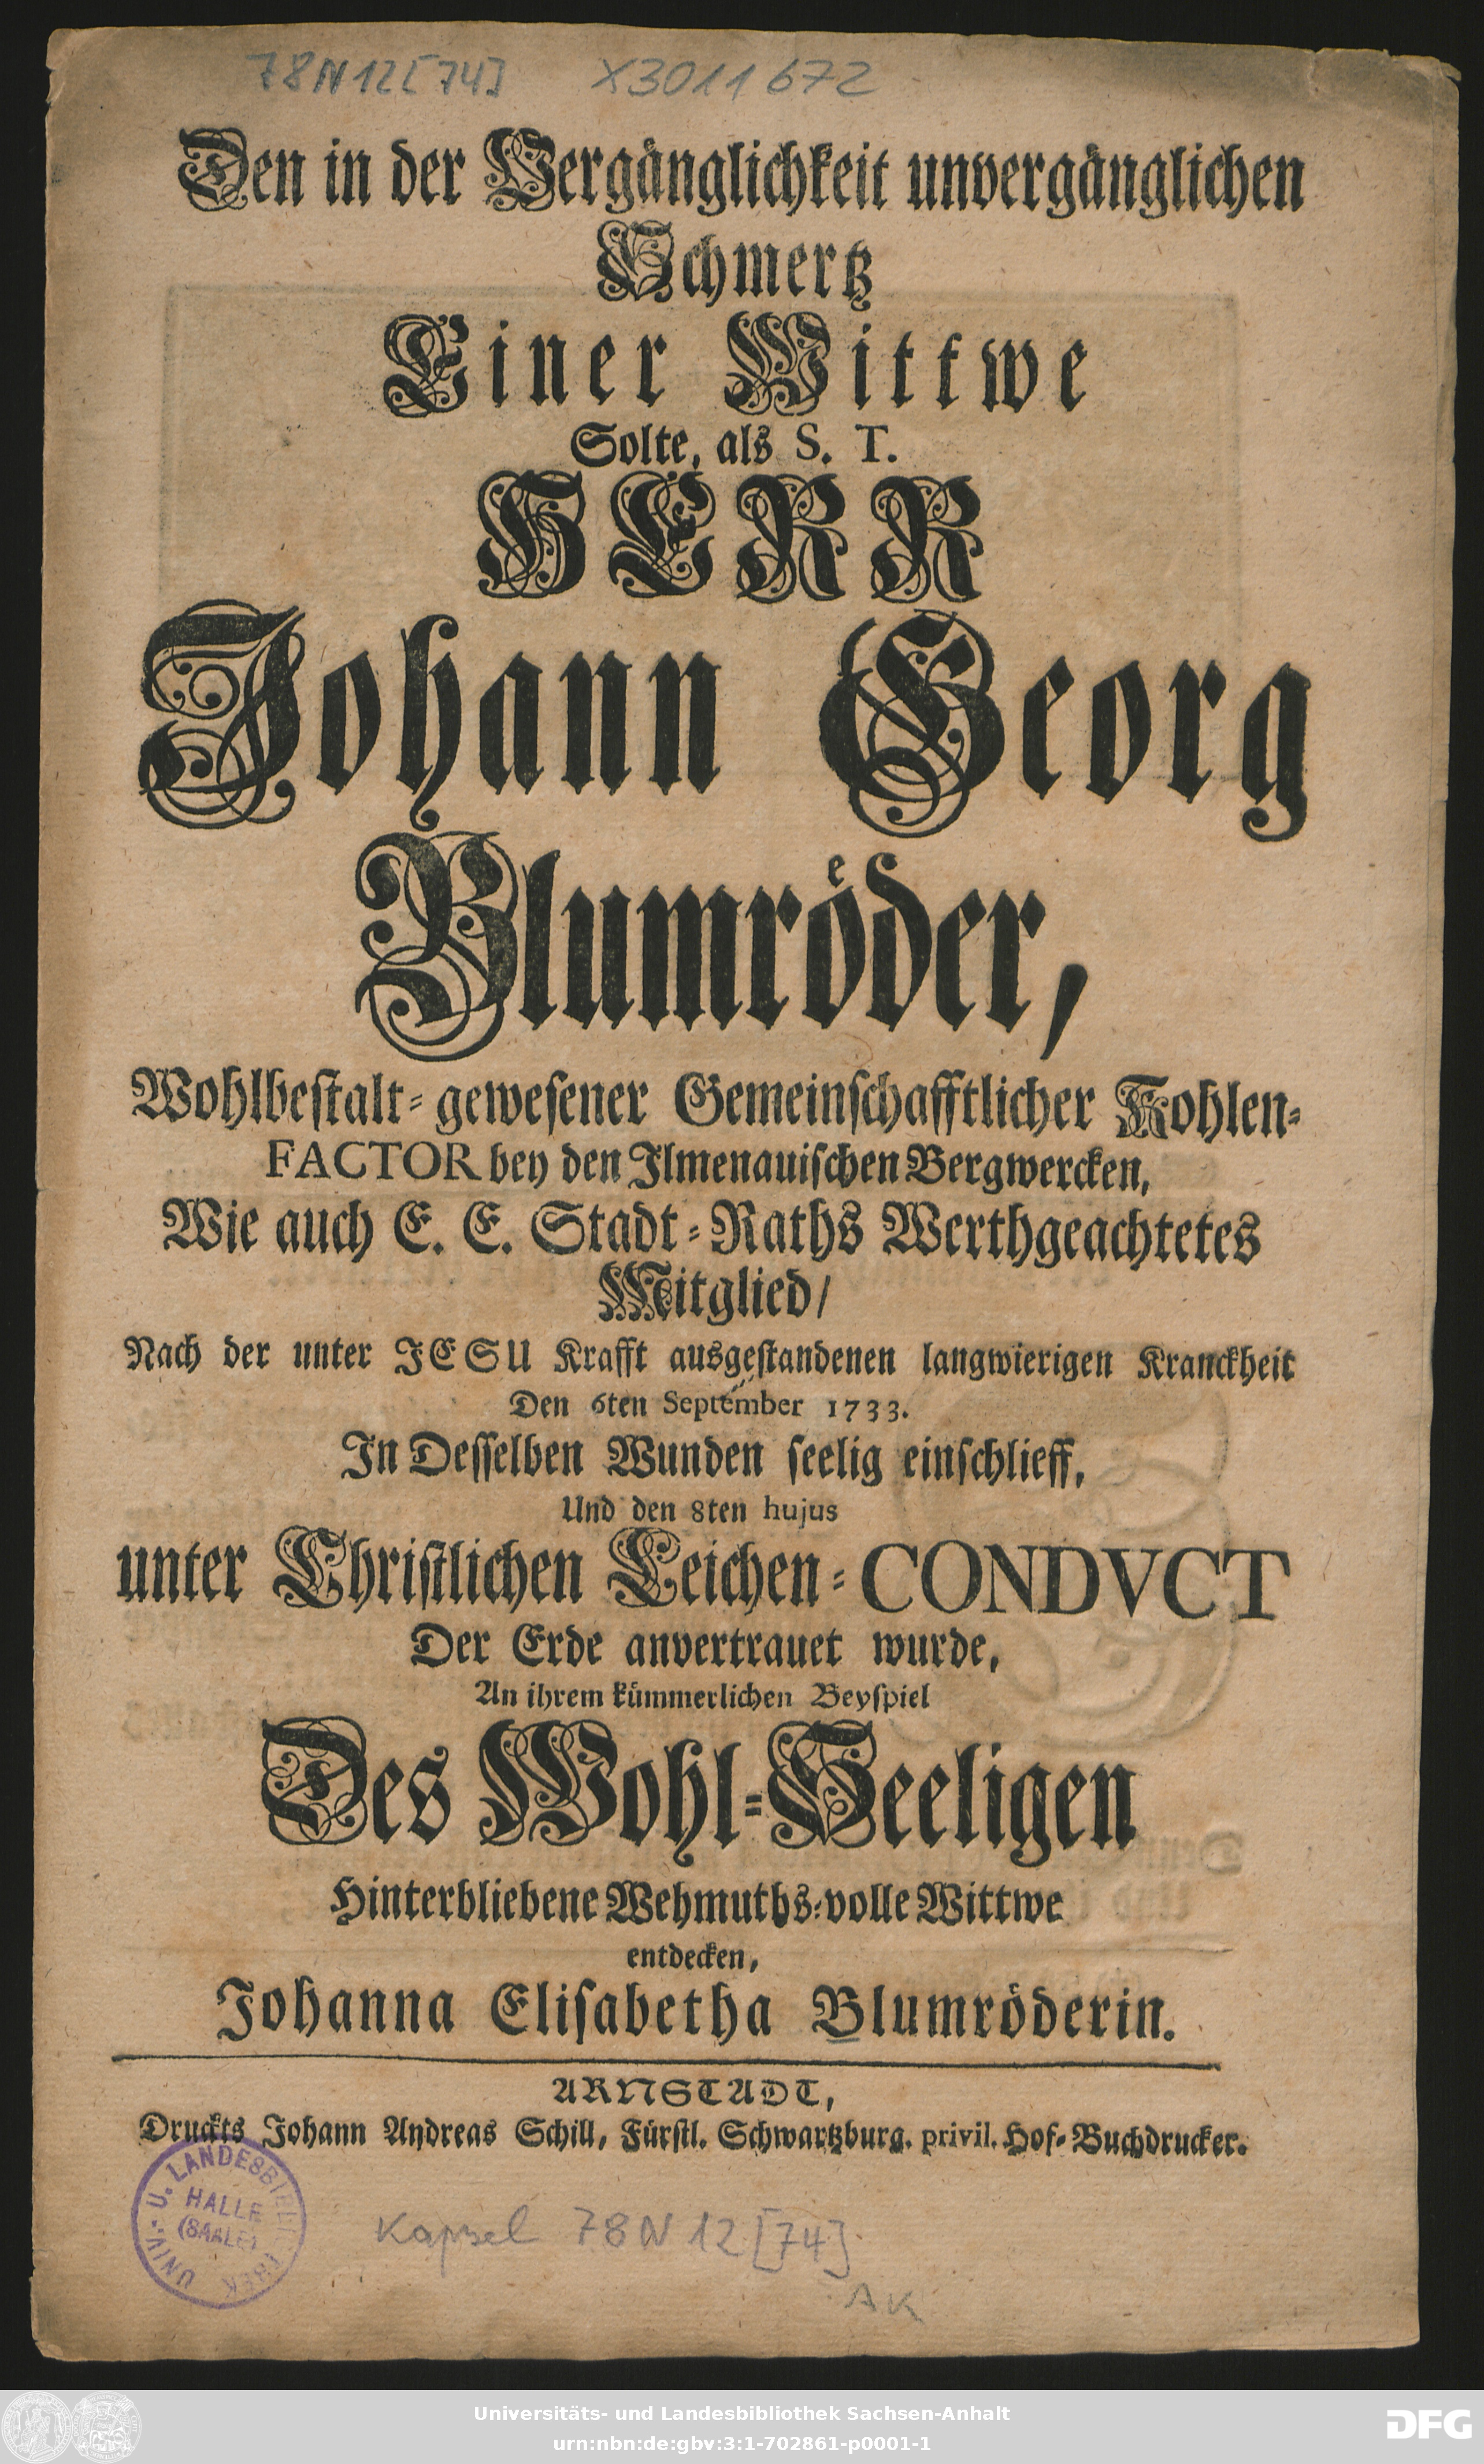 78 N 12 [74] X3011672
Den in der Vergänglichkeit unvergänglichen
Schmertz
Einer Wittwe
Solte, als S. T.
HERR
Johann Georg
Blumröder,
Wohlbestalt-gewesener Gemeinschafftlicher Kohlen-
FACTOR bey den Ilmenauischen Bergwercken,
Wie auch E. E. Stadt-Raths Werthgeachtetes
Mitglied/
Nach der unter JESU Krafft ausgestandenen langwierigen Kranckheit
Den 6ten September 1733.
In Desselben Wunden seelig einschlieff,
Und den 8ten hujus
unter Christlichen Leichen-CONDVCT
Der Erde anvertrauet wurde,
An ihrem kümmerlichen Beyspiel
Des Wohl-Seeligen
Hinterbliebene Wehmuths-volle Wittwe
entdecken,
Johanna Elisabetha Blumröderin.
ARNSTADT,
Druckts Johann Andreas Schill, Fürstl. Schwartzburg. privil. Hof-Buchdrucker.
UNIV.- U. LANDESBIBLIOTHEK
HALLE
(SAALE)
Kapsel 78 N 12 [74]
AK
Universitäts- und Landesbibliothek Sachsen-Anhalt
urn:nbn:de:gbv:3:1-702861-p0001-1
DFG